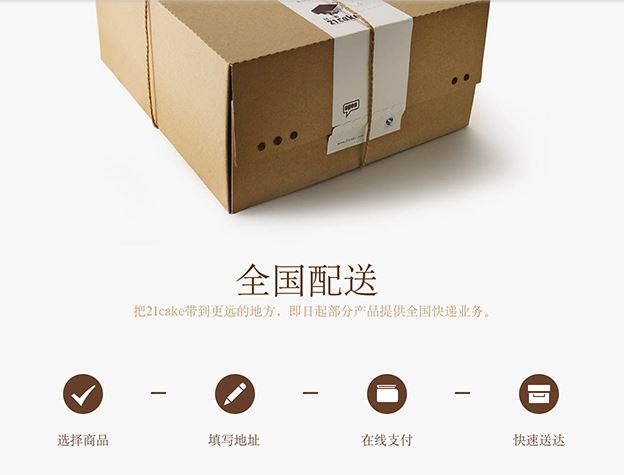 21cake
open
全国配送
把21cake带到更远的地方，即日起部分产品提供全国快递业务。
选择商品
填写地址
在线支付
快速送达